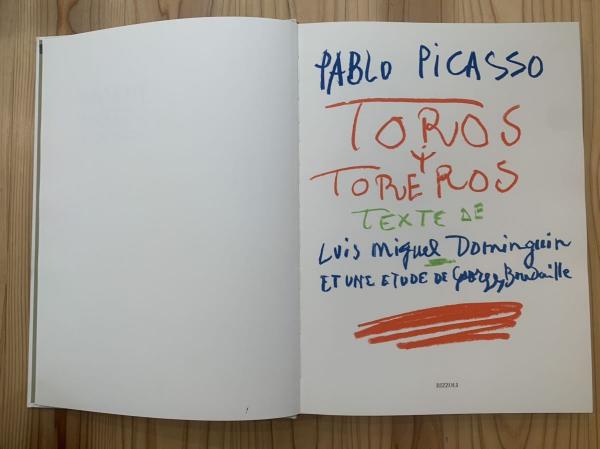 PABLO PICASSO
TOROS
Y
TOREROS
TEXTE DE
Luis Miguel Dominguin
ET UNE ETUDE DE Georges Boudaille
RIZZOLI